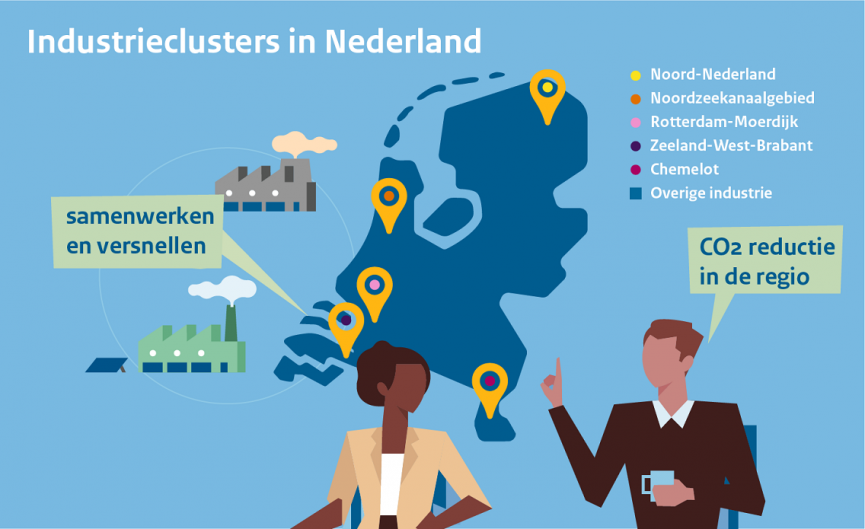 Industrieclusters in Nederland
Noord-Nederland
Noordzeekanaalgebied
Rotterdam-Moerdijk
Zeeland-West-Brabant
Chemelot
Overige industrie
samenwerken
en versnellen
CO2 reductie
in de regio